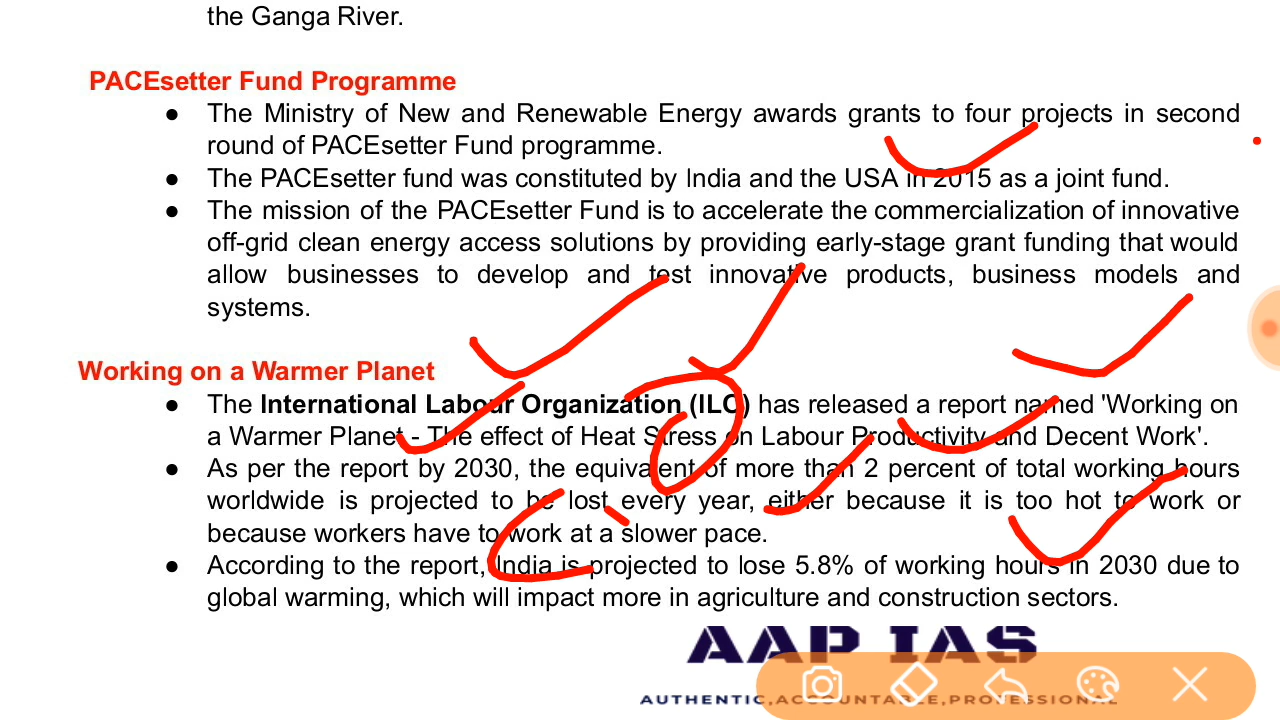 the Ganga River.
PACEsetter Fund Programme
● The Ministry of New and Renewable Energy awards grants to four projects in second
round of PACEsetter Fund programme.
● The PACEsetter fund was constituted by India and the USA in 2015 as a joint fund.
● The mission of the PACEsetter Fund is to accelerate the commercialization of innovative
off-grid clean energy access solutions by providing early-stage grant funding that would
allow businesses to develop and test innovative products, business models and
systems.
Working on a Warmer Planet
● The International Labour Organization (ILO) has released a report named 'Working on
a Warmer Planet - The effect of Heat Stress on Labour Productivity and Decent Work'.
● As per the report by 2030, the equivalent of more than 2 percent of total working hours
worldwide is projected to be lost every year, either because it is too hot to work or
because workers have to work at a slower pace.
● According to the report, India is projected to lose 5.8% of working hours in 2030 due to
global warming, which will impact more in agriculture and construction sectors.
AAP IAS
AUTHENTIC,ACCOUNTABLE,PROFESSIONAL